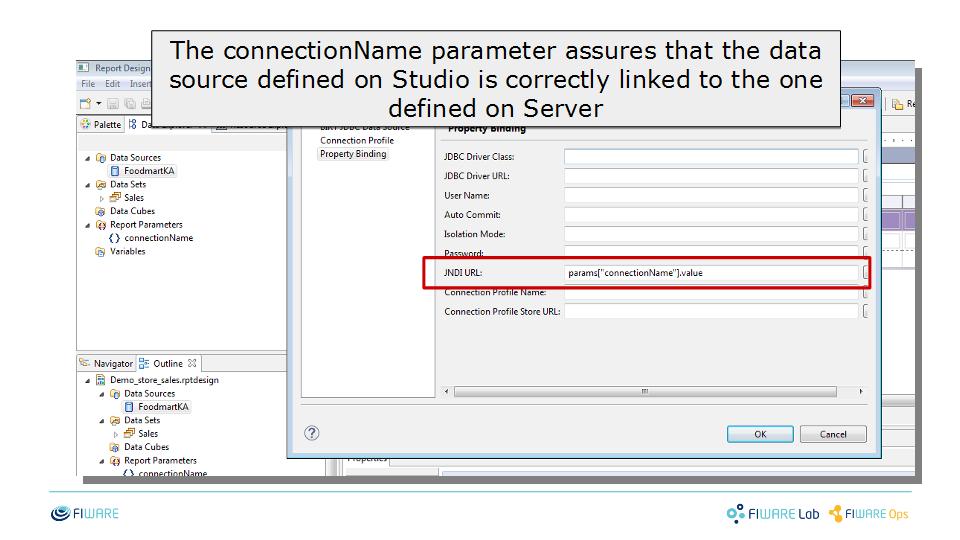 The connectionName parameter assures that the data
source defined on Studio is correctly linked to the one
defined on Server
Report Design
File Edit Insert
Palette
Re
BIRT JDBC Data Source
Connection Profile
Property Binding
Property Binding
Data Sources
FoodmartKA
Data Sets
Sales
Data Cubes
Report Parameters
connectionName
Variables
JDBC Driver Class:
JDBC Driver URL:
User Name:
Auto Commit:
Isolation Mode:
Password:
JNDI URL: params["connectionName"].value
Connection Profile Name:
Connection Profile Store URL:
Navigator Outline
Demo_store_sales.rptdesign
Data Sources
FoodmartKA
Data Sets
Sales
Data Cubes
Report Parameters
connectionName
OK Cancel
Properties
FIWARE
FIWARE Lab
FIWARE Ops